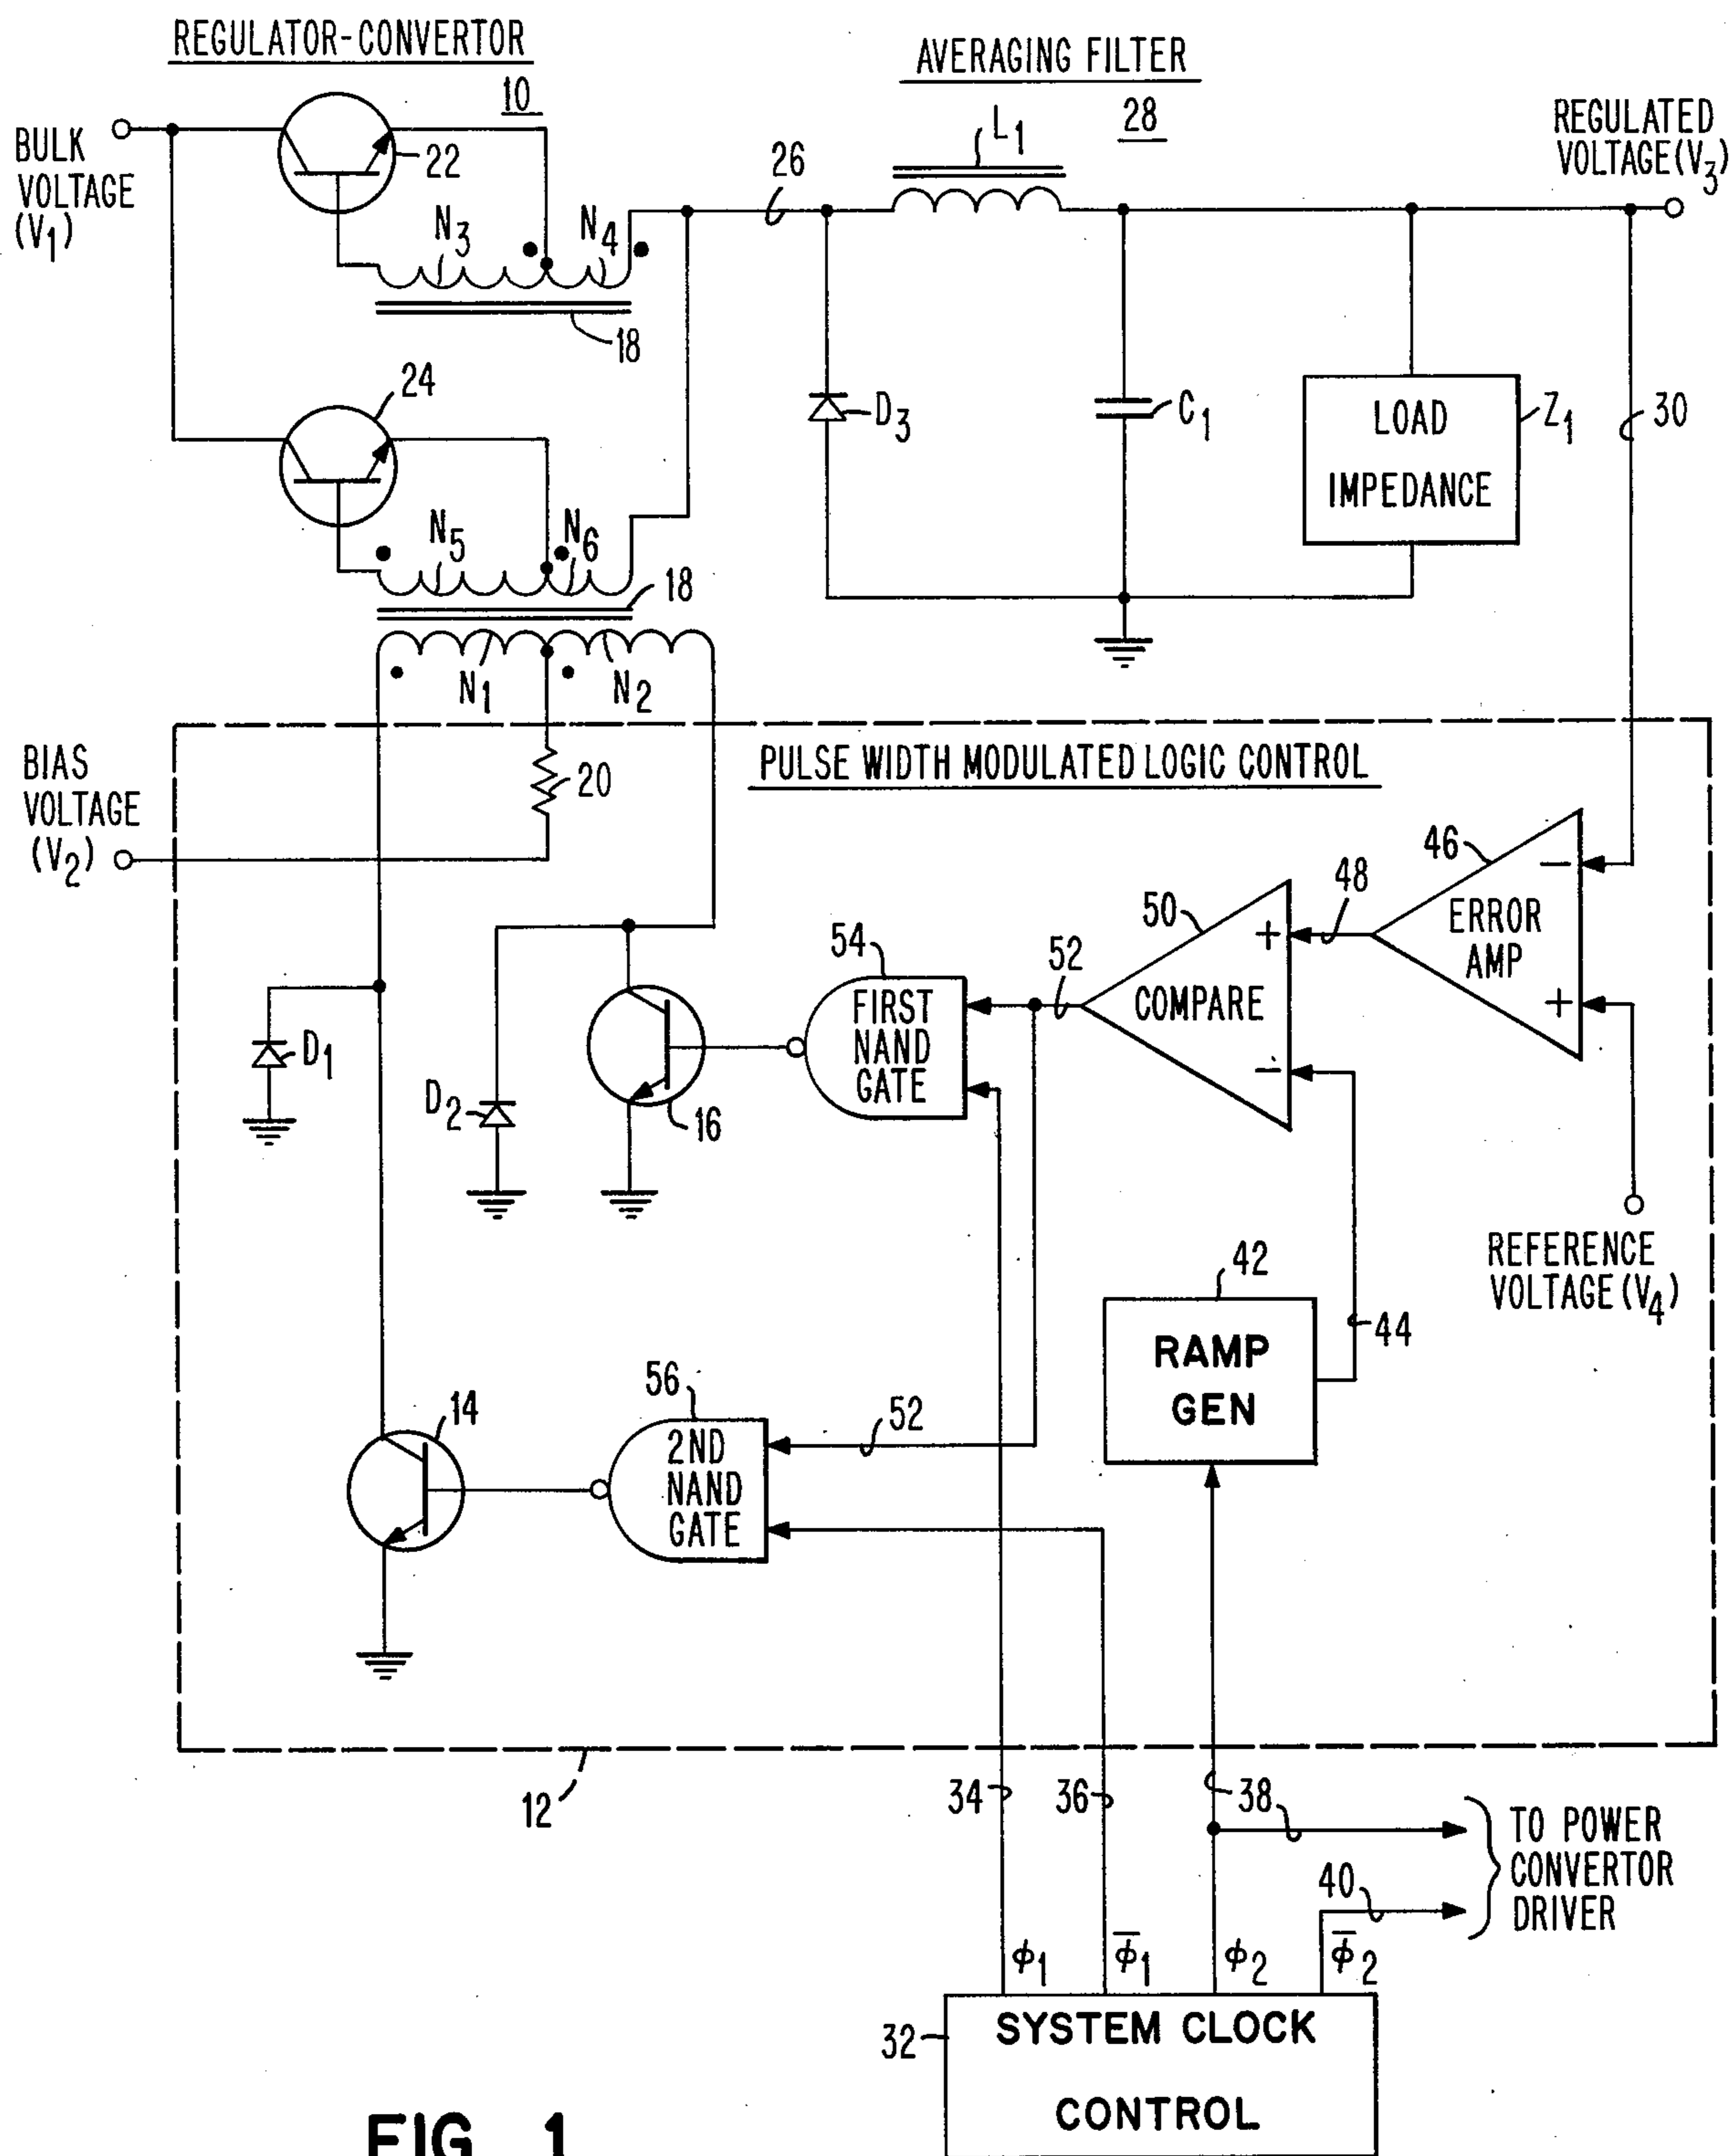 REGULATOR-CONVERTOR
10
AVERAGING FILTER
28
BULK
VOLTAGE
(V1)
22
N3
N4
18
26
L1
REGULATED
VOLTAGE (V3)
24
D3
C1
LOAD
IMPEDANCE
Z1
30
N5
N6
18
N1
N2
BIAS
VOLTAGE
(V2)
20
PULSE WIDTH MODULATED LOGIC CONTROL
46
−
ERROR
AMP
+
48
50
+
COMPARE
−
52
54
FIRST
NAND
GATE
D1
D2
16
REFERENCE
VOLTAGE (V4)
42
RAMP
GEN
44
56
2ND
NAND
GATE
52
14
12
34
36
38
40
TO POWER
CONVERTOR
DRIVER
ϕ1
ϕ̅1
ϕ2
ϕ̅2
32
SYSTEM CLOCK
CONTROL
FIG. 1